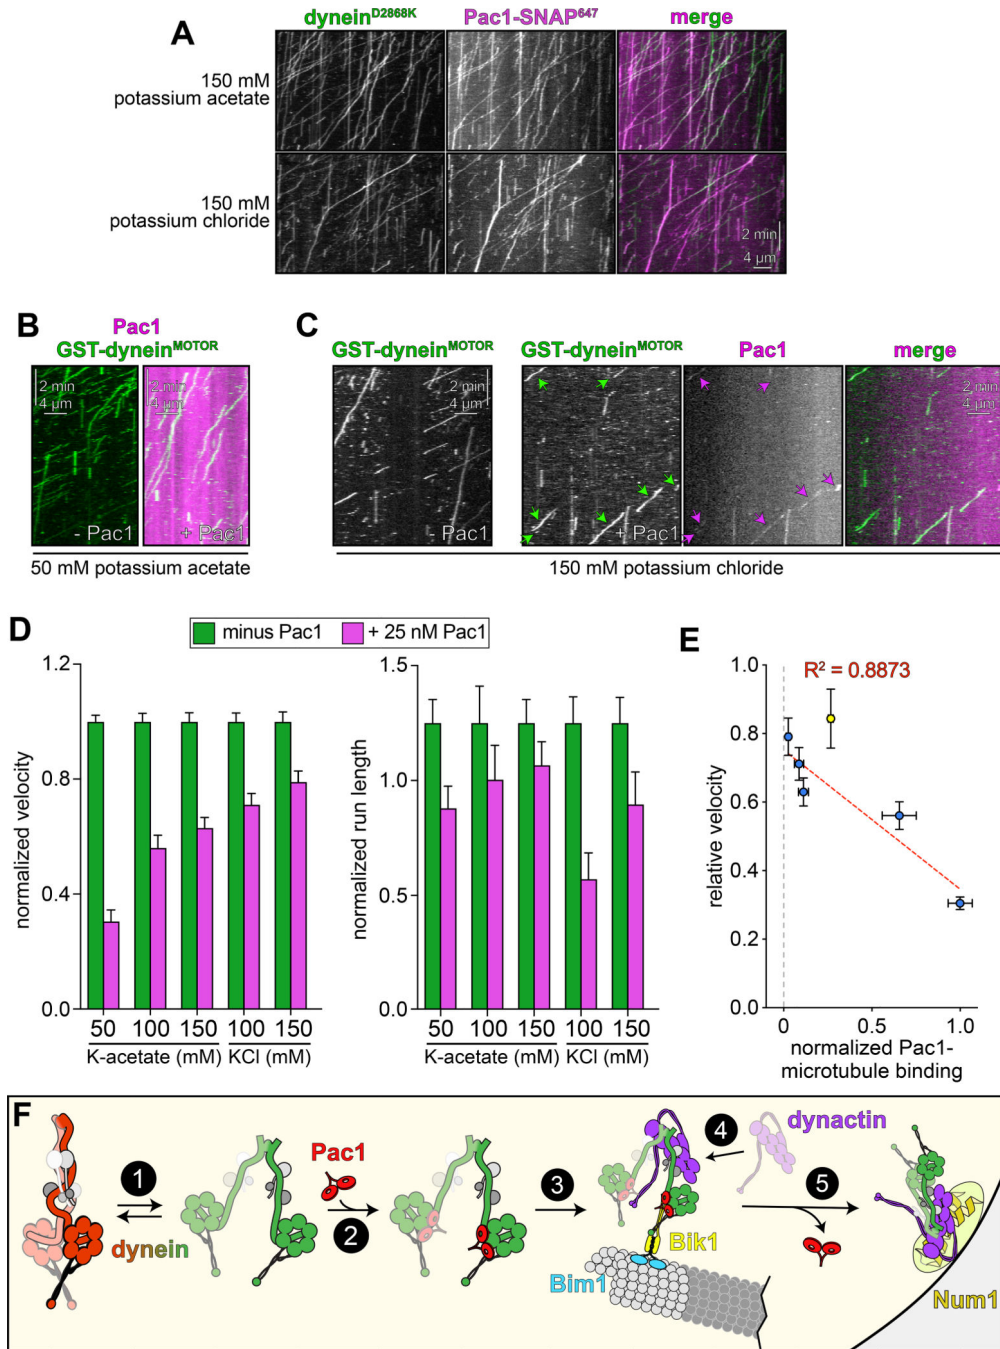 A
dynein^D2868K Pac1-SNAP^647 merge
150 mM
potassium acetate
150 mM
potassium chloride
2 min
4 µm
B
Pac1
GST-dynein^MOTOR
2 min
4 µm
- Pac1
2 min
4 µm
+ Pac1
50 mM potassium acetate
C
GST-dynein^MOTOR GST-dynein^MOTOR Pac1 merge
2 min
4 µm
- Pac1
+ Pac1
2 min
4 µm
150 mM potassium chloride
D
minus Pac1 + 25 nM Pac1
normalized velocity
1.2
0.8
0.4
0.0
50 100 150 100 150
K-acetate (mM) KCl (mM)
normalized run length
1.5
1.0
0.5
0.0
50 100 150 100 150
K-acetate (mM) KCl (mM)
E
R² = 0.8873
relative velocity
1.0
0.8
0.6
0.4
0.2
0.0
0 0.5 1.0
normalized Pac1-
microtubule binding
F
1
dynein
Pac1
2
3
4
dynactin
5
Bik1
Bim1
Num1